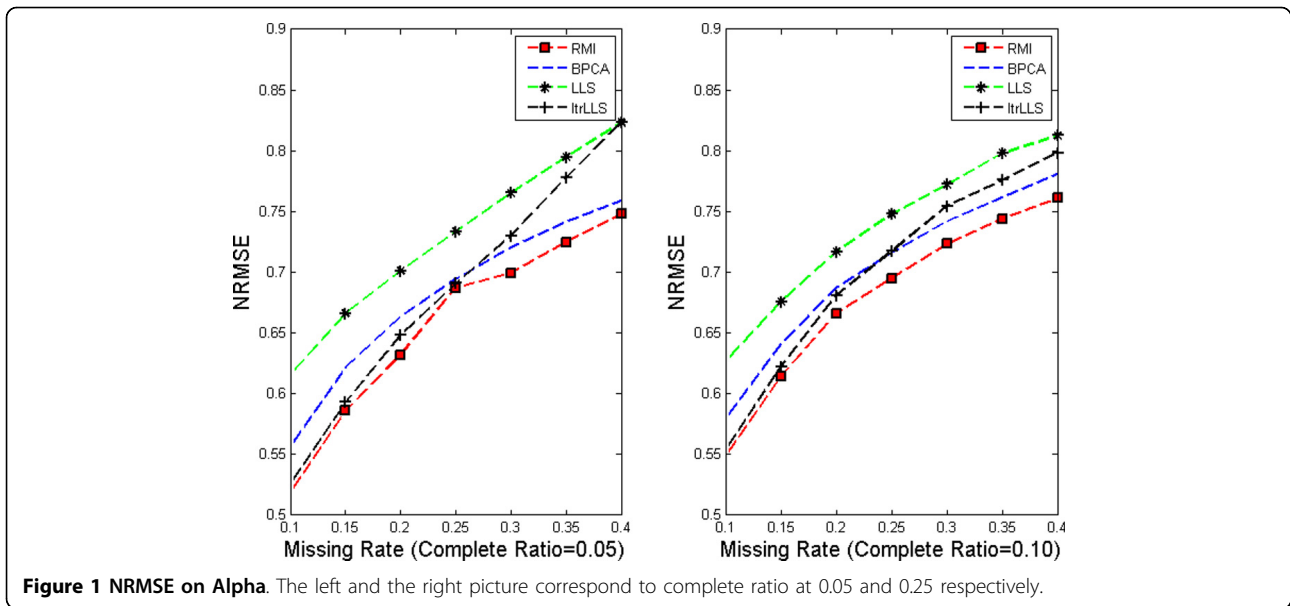 0.9
0.85
0.8
0.75
0.7
0.65
0.6
0.55
0.5
NRMSE
RMI
BPCA
LLS
ItrLLS
0.1 0.15 0.2 0.25 0.3 0.35 0.4
Missing Rate (Complete Ratio=0.05)
0.9
0.85
0.8
0.75
0.7
0.65
0.6
0.55
0.5
NRMSE
RMI
BPCA
LLS
ItrLLS
0.1 0.15 0.2 0.25 0.3 0.35 0.4
Missing Rate (Complete Ratio=0.10)
Figure 1 NRMSE on Alpha. The left and the right picture correspond to complete ratio at 0.05 and 0.25 respectively.